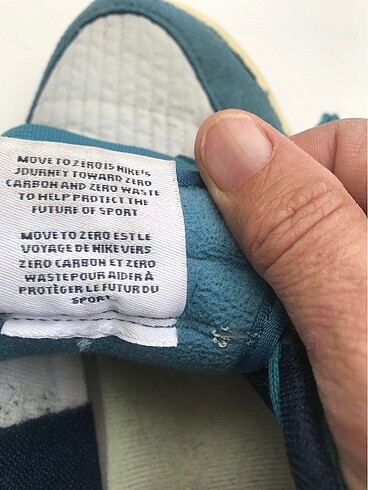 MOVE TO ZERO IS NIKE'S
JOURNEY TOWARD ZERO
CARBON AND ZERO WASTE
TO HELP PROTECT THE
FUTURE OF SPORT
MOVE TO ZERO EST LE
VOYAGE DE NIKE VERS
ZERO CARBON ET ZERO
WASTE POUR AIDER À
PROTÈGER LE FUTUR DU
SPORT